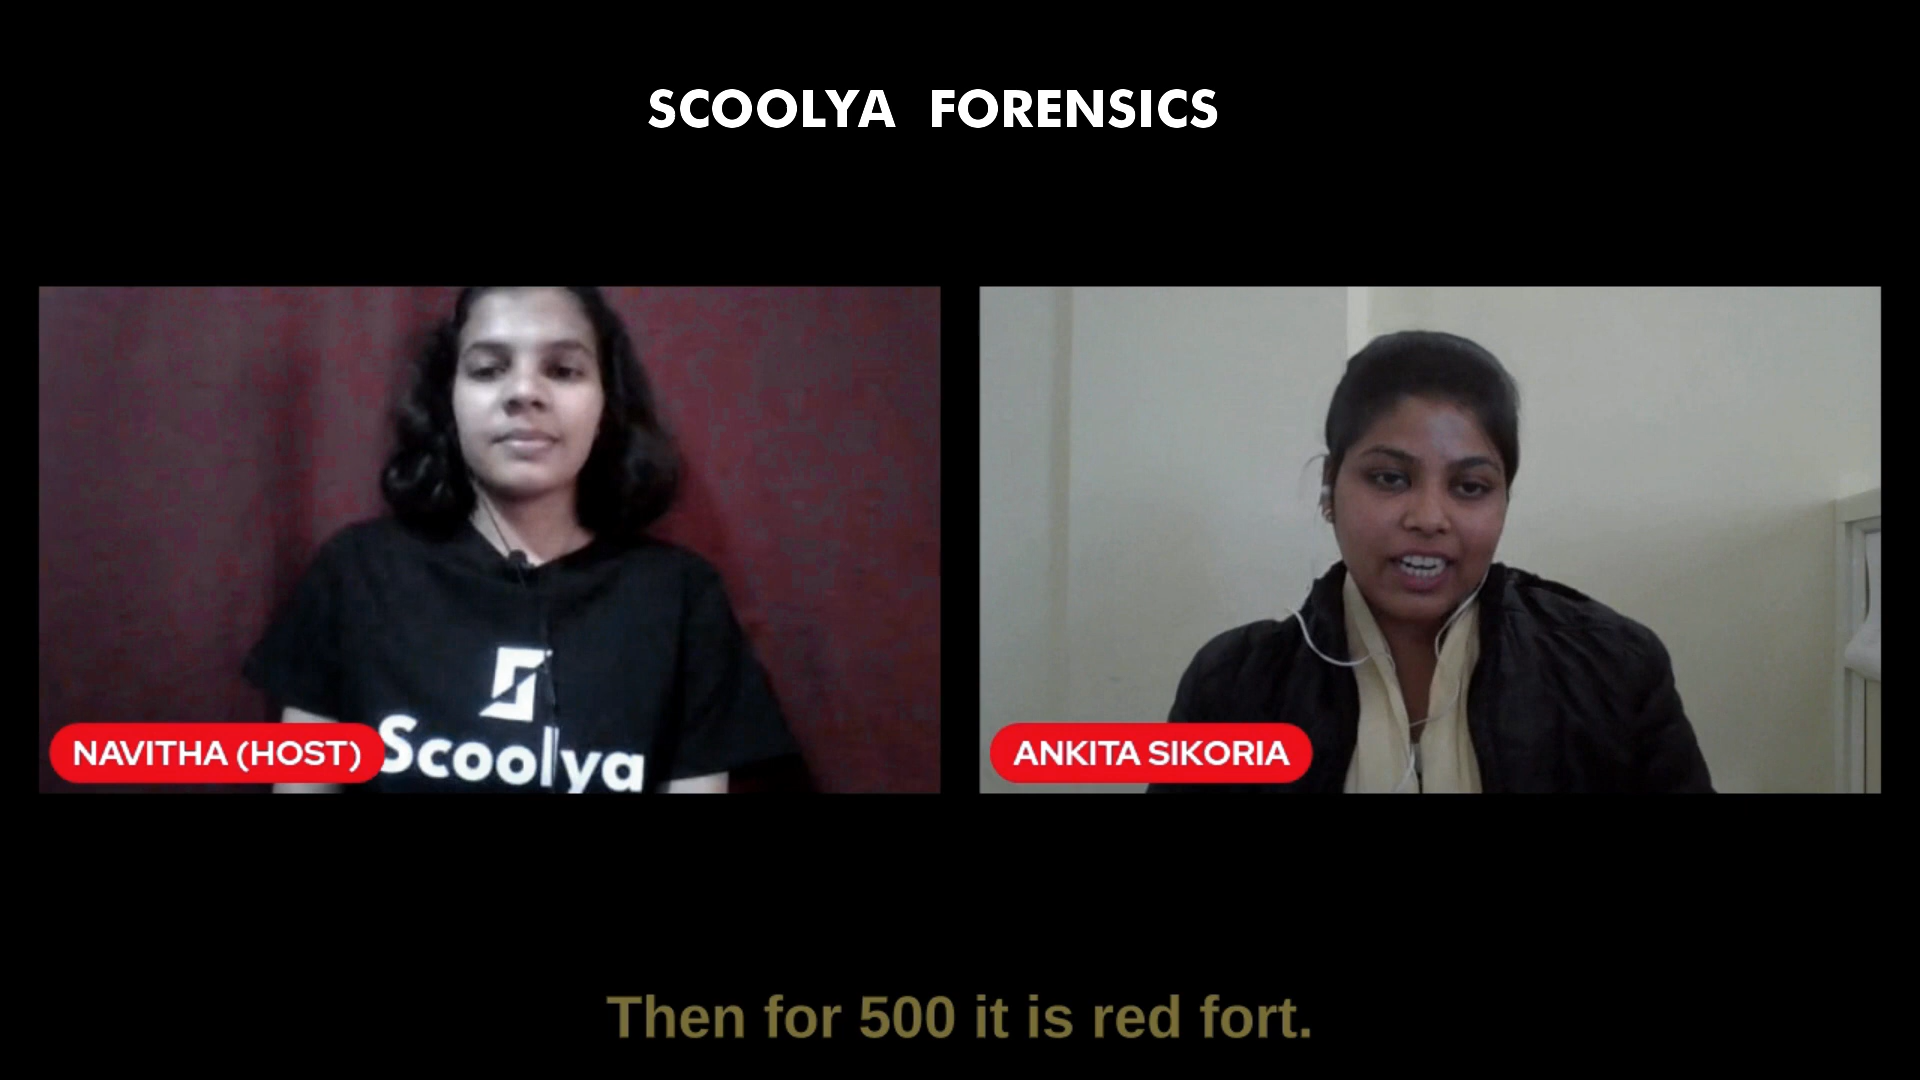 SCOOLYA FORENSICS
Scoolya
NAVITHA (HOST)
ANKITA SIKORIA
Then for 500 it is red fort.